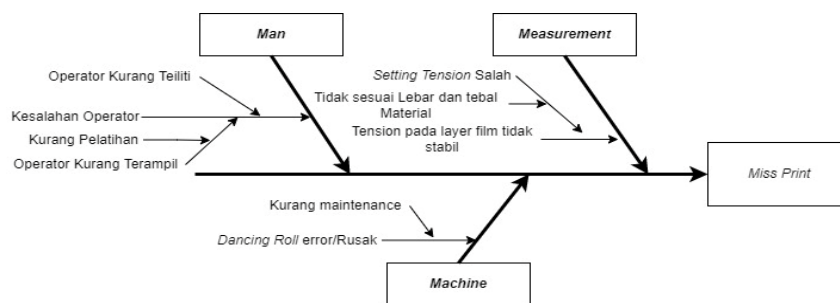 Man
Measurement
Operator Kurang Teiliti
Setting Tension Salah
Tidak sesuai Lebar dan tebal
Material
Kesalahan Operator
Tension pada layer film tidak
stabil
Kurang Pelatihan
Operator Kurang Terampil
Miss Print
Kurang maintenance
Dancing Roll error/Rusak
Machine